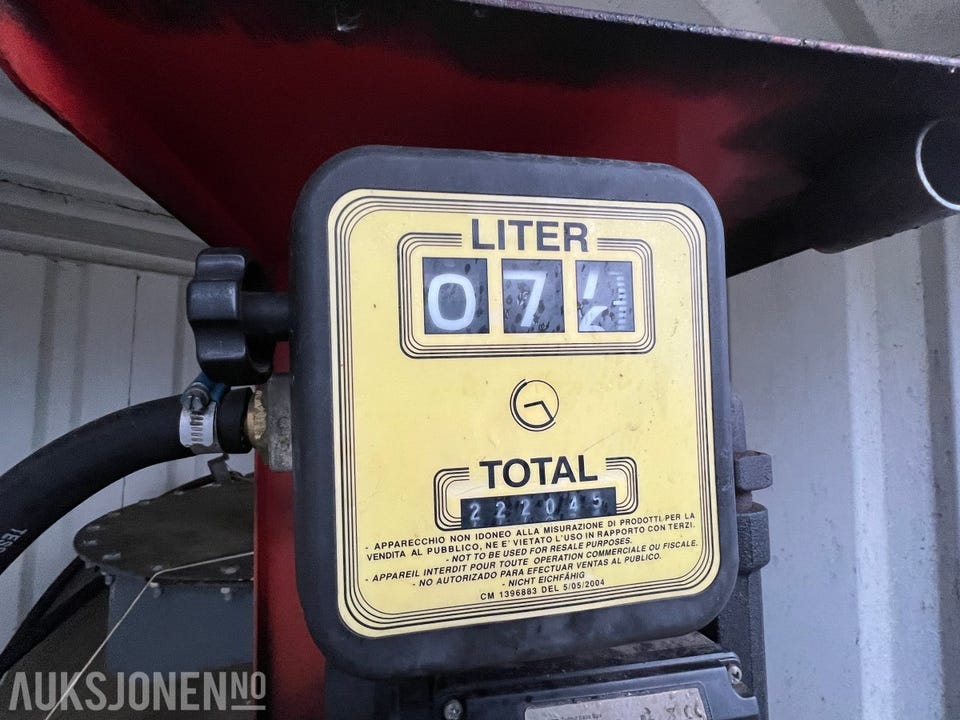 LITER
07
TOTAL
222045
- APPARECCHIO NON IDONEO ALLA MISURAZIONE DI PRODOTTI PER LA
VENDITA AL PUBBLICO, NE E' VIETATO L'USO IN RAPPORTO CON TERZI.
- NOT TO BE USED FOR RESALE PURPOSES.
- APPAREIL INTERDIT POUR TOUTE OPERATION COMMERCIALE OU FISCALE.
- NO AUTORIZADO PARA EFECTUAR VENTAS AL PUBLICO.
- NICHT EICHFÄHIG
CM 1396883 DEL 5/05/2004
AUKSJONEN NO